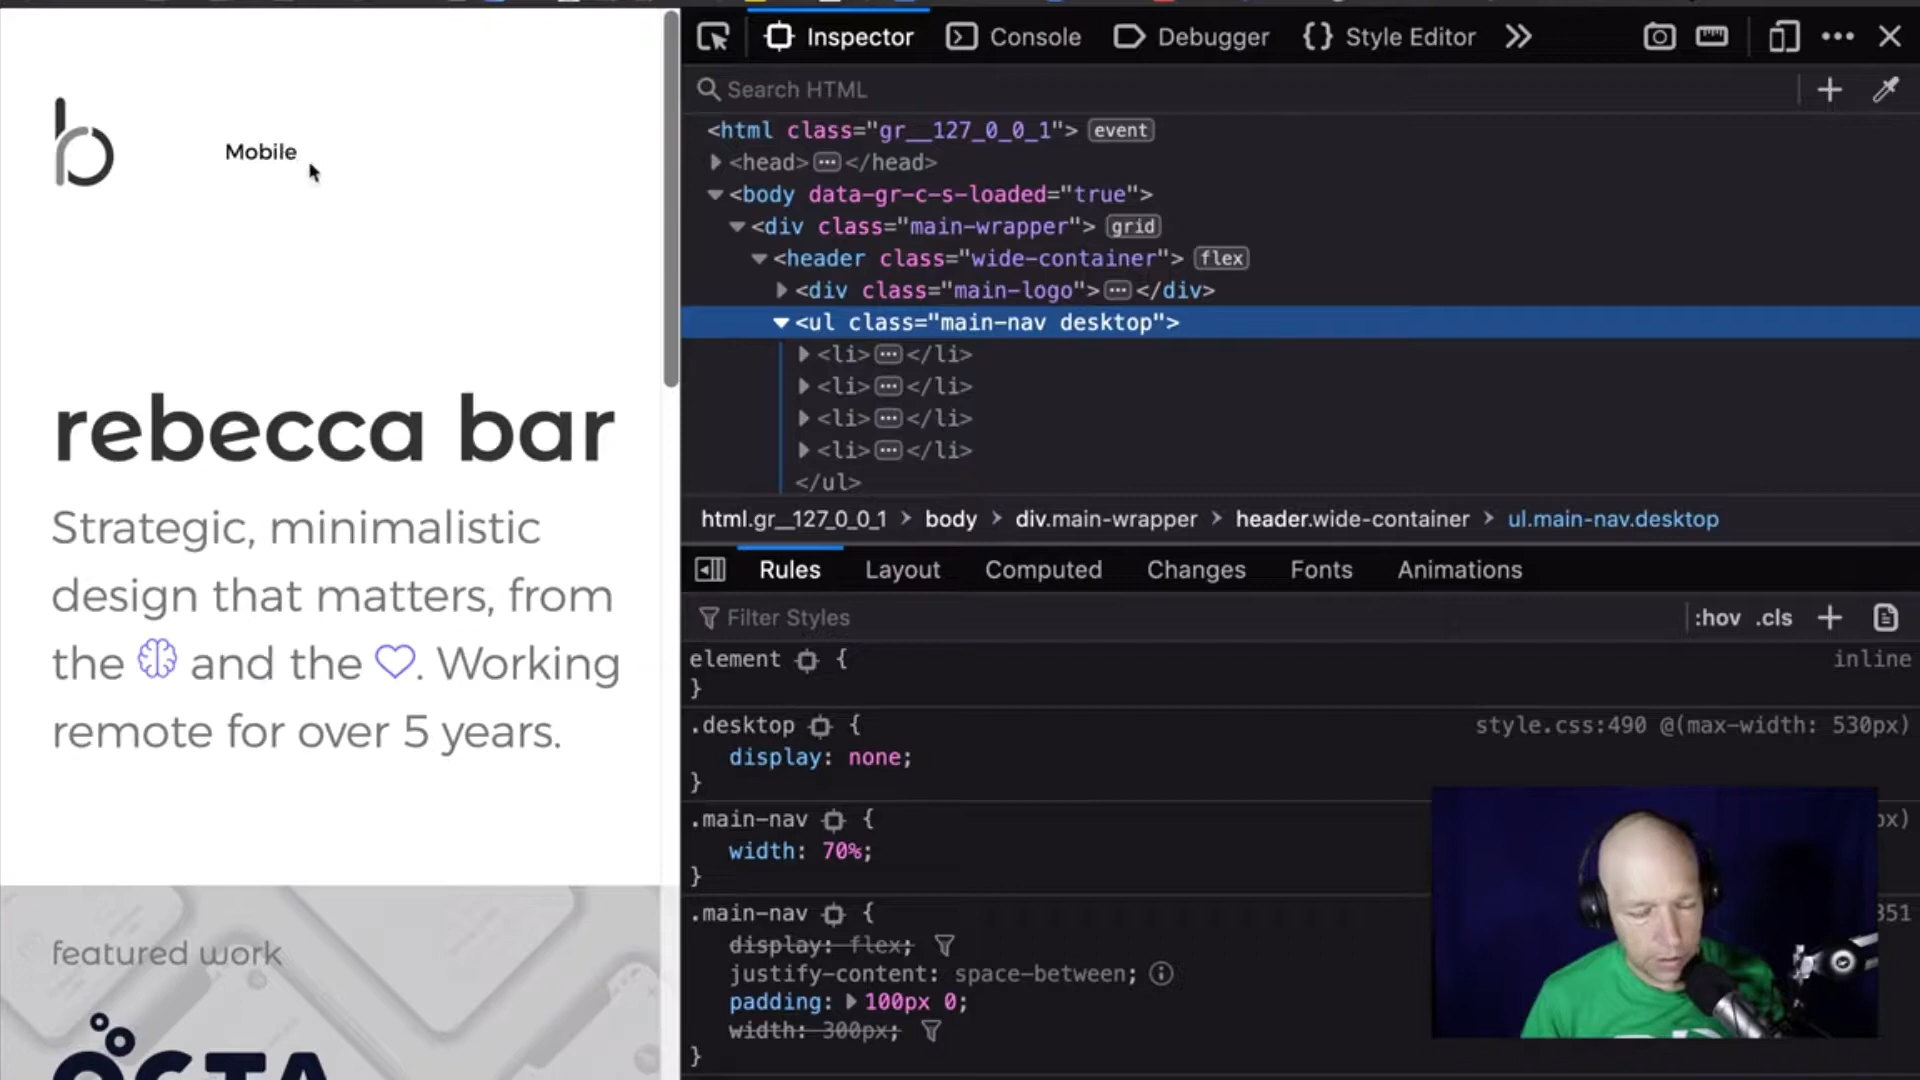 Inspector
Console
Debugger
{} Style Editor
Search HTML
<html class="gr__127_0_0_1"> event
<head> ••• </head>
<body data-gr-c-s-loaded="true">
<div class="main-wrapper"> grid
<header class="wide-container"> flex
<div class="main-logo"> ••• </div>
<ul class="main-nav desktop">
<li> ••• </li>
<li> ••• </li>
<li> ••• </li>
<li> ••• </li>
</ul>
html.gr__127_0_0_1 > body > div.main-wrapper > header.wide-container > ul.main-nav.desktop
Rules
Layout
Computed
Changes
Fonts
Animations
Filter Styles
:hov .cls +
element {
inline
}
.desktop {
style.css:490 @(max-width: 530px)
display: none;
}
.main-nav {
px)
width: 70%;
}
.main-nav {
351
display: flex;
justify-content: space-between;
padding: 100px 0;
width: 300px;
}
b
Mobile
rebecca bar
Strategic, minimalistic
design that matters, from
the and the . Working
remote for over 5 years.
featured work
OCTA